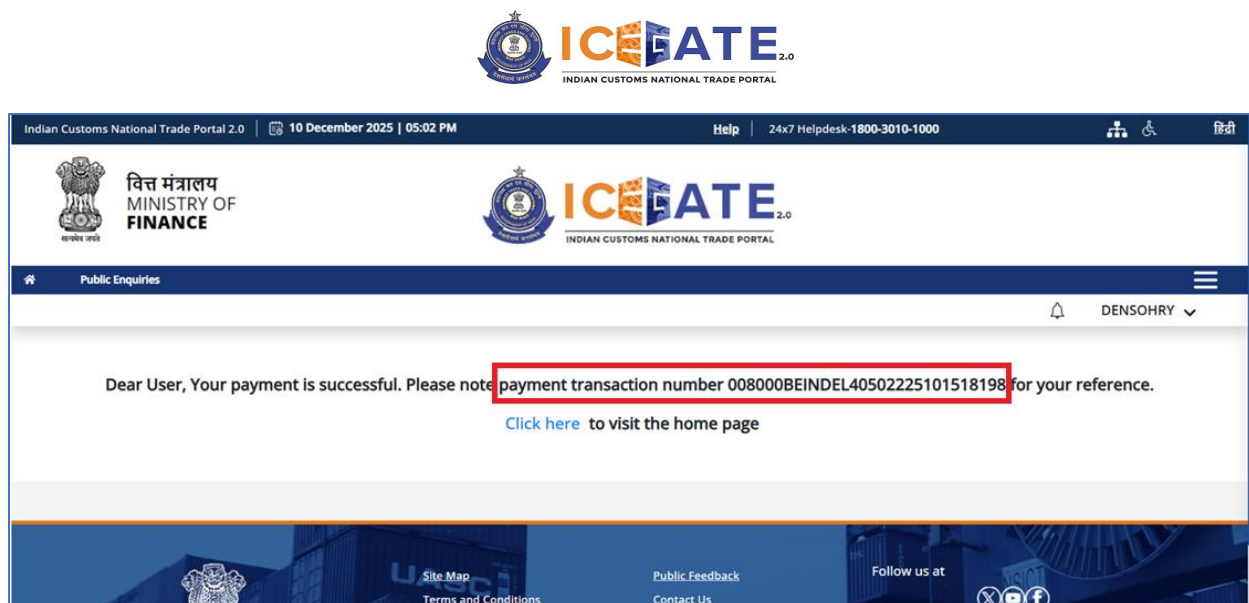 ICEGATE 2.0
INDIAN CUSTOMS NATIONAL TRADE PORTAL
Indian Customs National Trade Portal 2.0 | 10 December 2025 | 05:02 PM Help | 24x7 Helpdesk-1800-3010-1000 हिंदी
वित्त मंत्रालय
MINISTRY OF
FINANCE
सत्यमेव जयते
ICEGATE 2.0
INDIAN CUSTOMS NATIONAL TRADE PORTAL
Public Enquiries
DENSOHRY
Dear User, Your payment is successful. Please note payment transaction number 008000BEINDEL40502225101518198 for your reference.
Click here to visit the home page
Site Map Public Feedback Follow us at
Terms and Conditions Contact Us